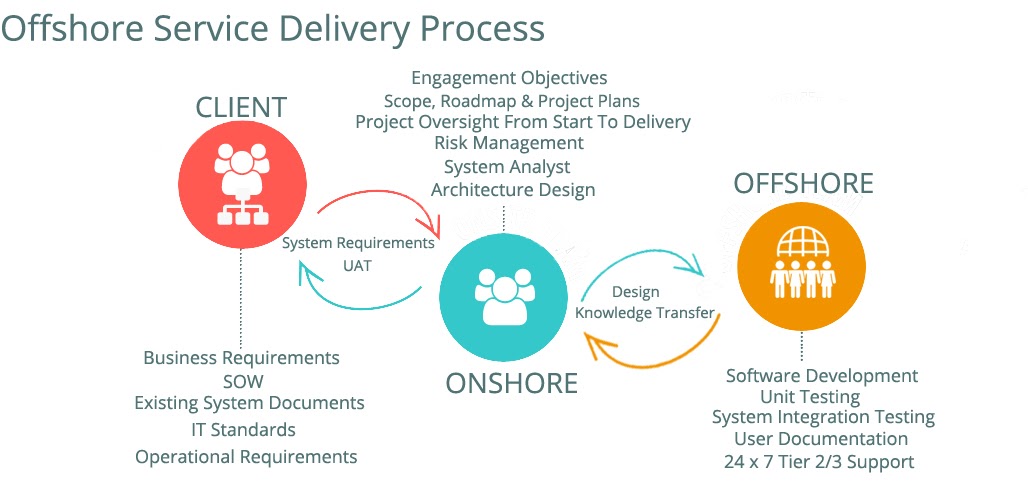 Offshore Service Delivery Process
CLIENT
Engagement Objectives
Scope, Roadmap & Project Plans
Project Oversight From Start To Delivery
Risk Management
System Analyst
Architecture Design
OFFSHORE
System Requirements
UAT
Design
Knowledge Transfer
ONSHORE
Business Requirements
SOW
Existing System Documents
IT Standards
Operational Requirements
Software Development
Unit Testing
System Integration Testing
User Documentation
24 x 7 Tier 2/3 Support